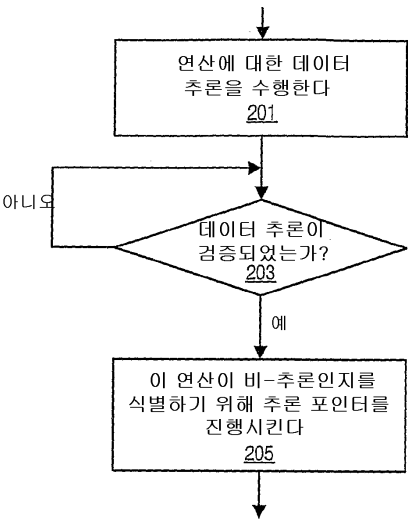 연산에 대한 데이터
추론을 수행한다
201
아니오
데이터 추론이
검증되었는가?
203
예
이 연산이 비-추론인지를
식별하기 위해 추론 포인터를
진행시킨다
205